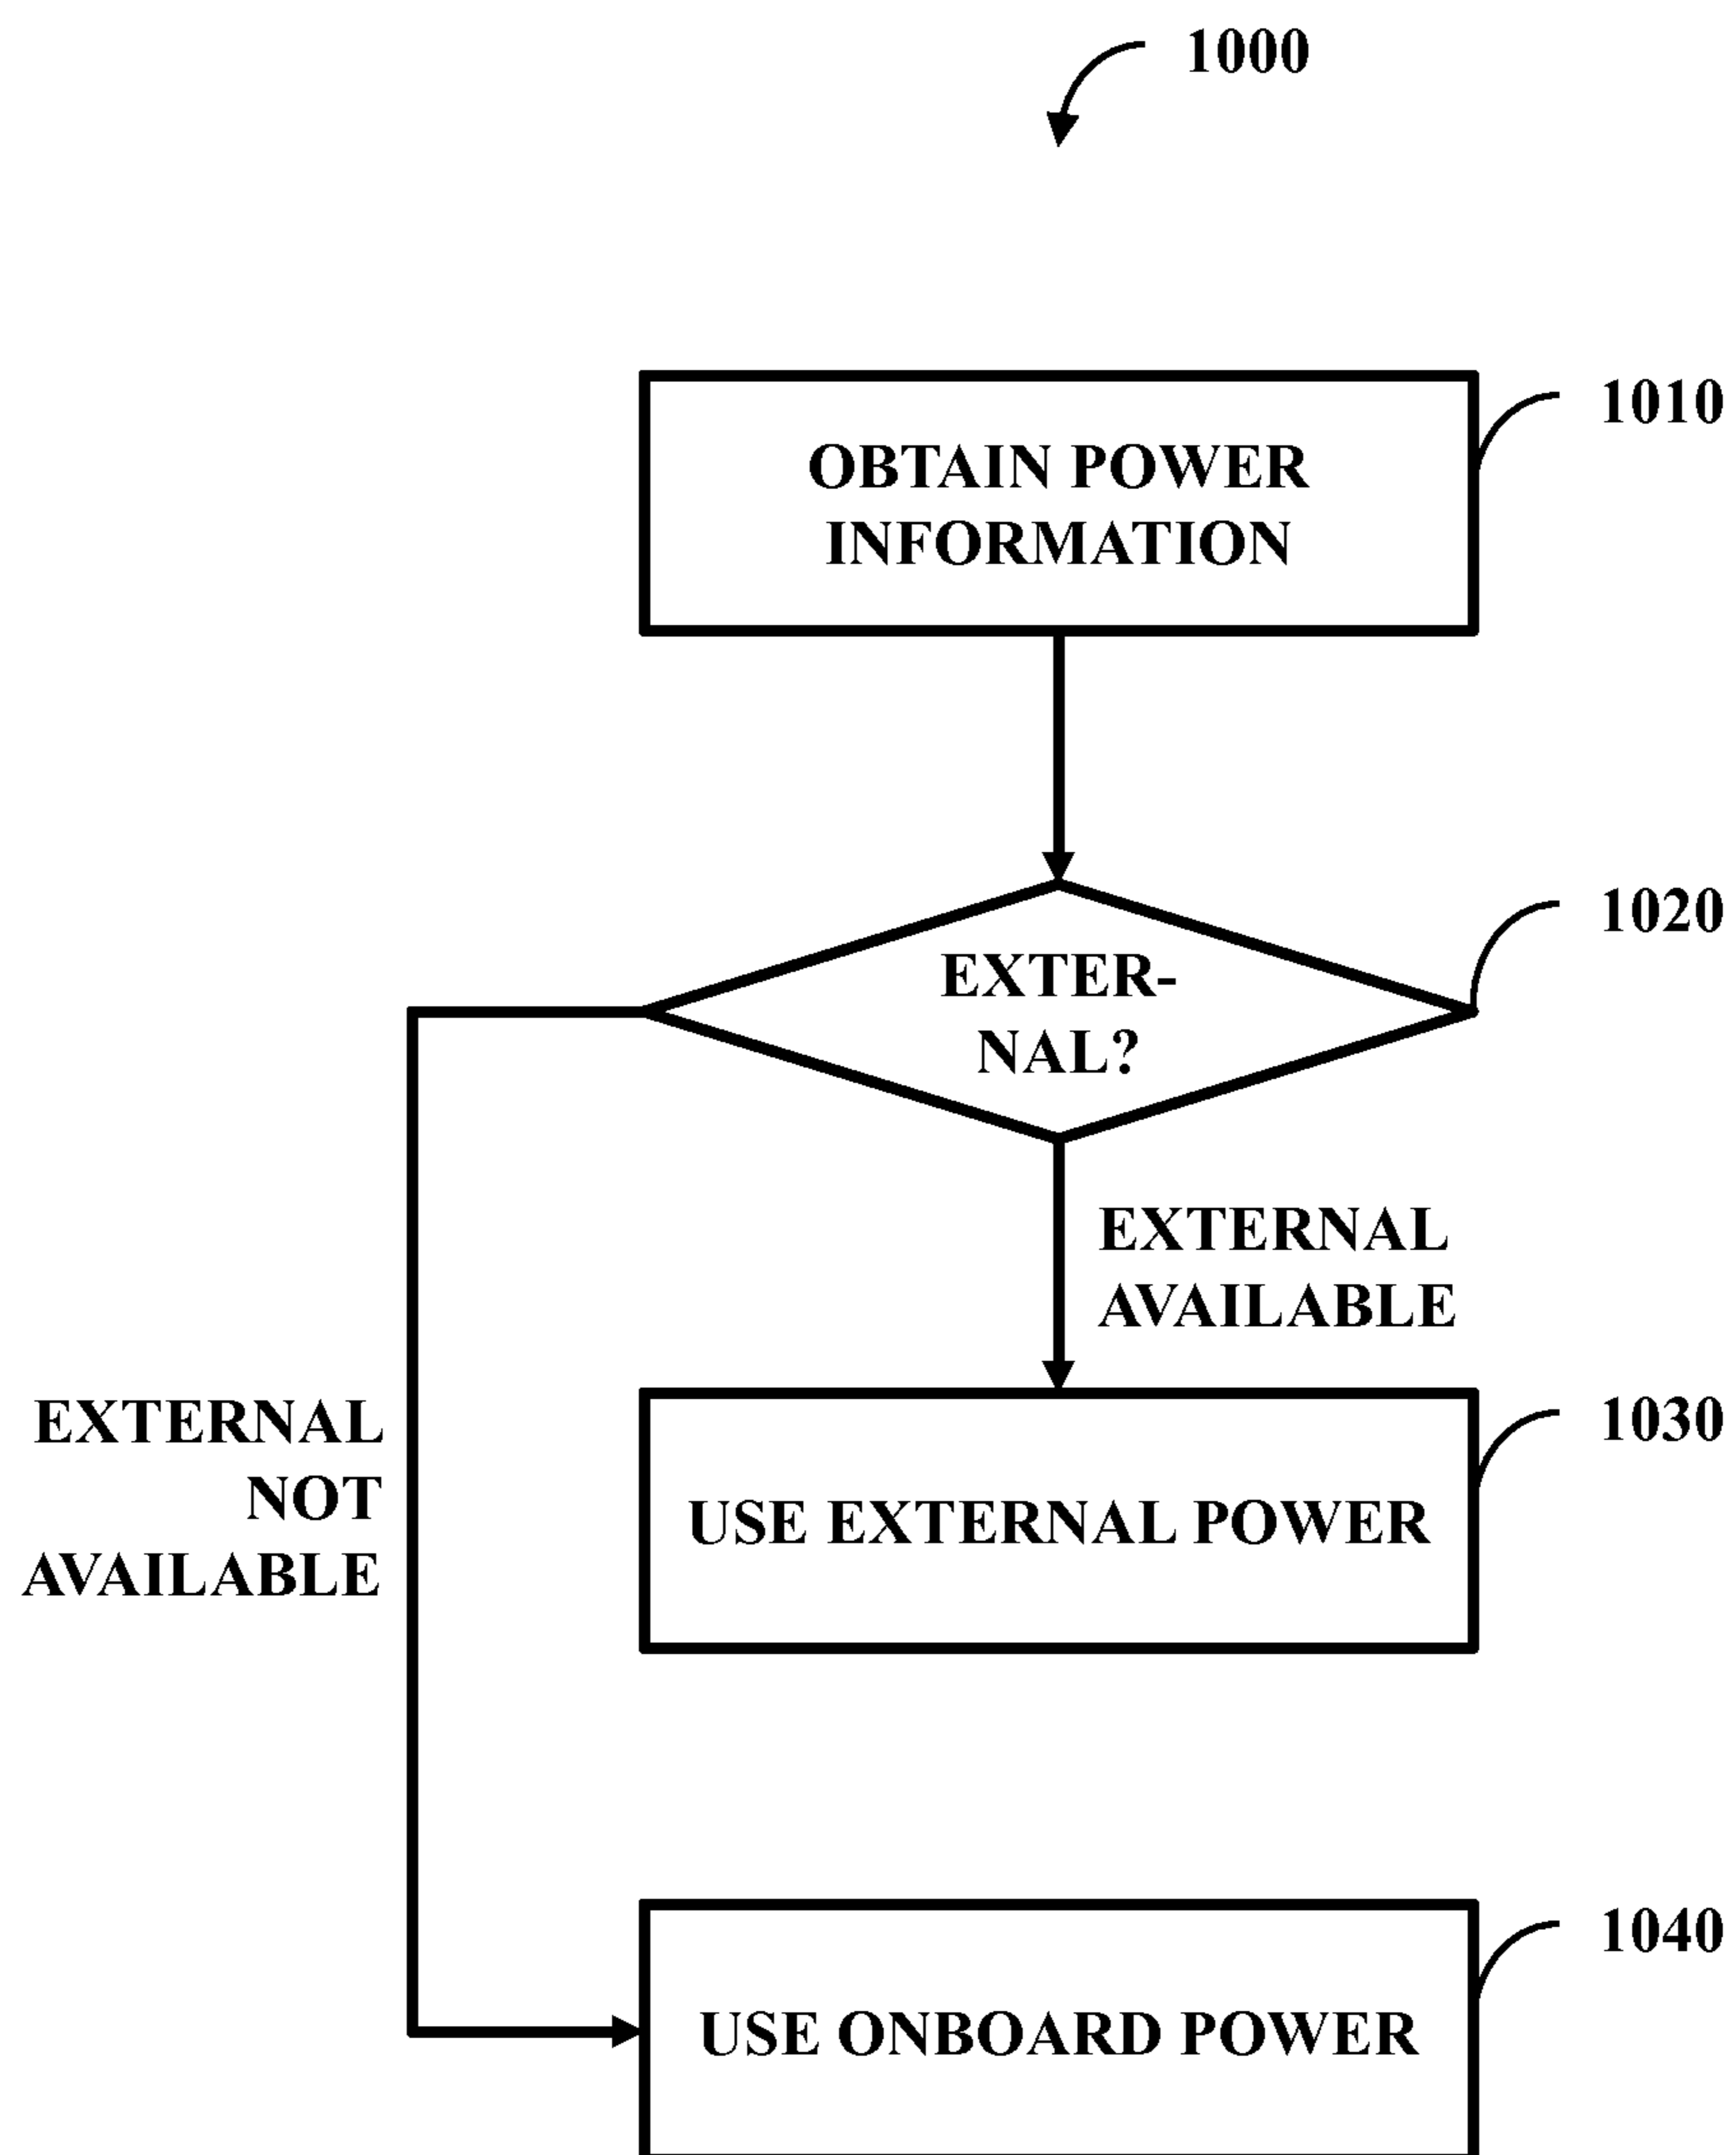 1000
OBTAIN POWER
INFORMATION
1010
EXTER-
NAL?
1020
EXTERNAL
AVAILABLE
EXTERNAL
NOT
AVAILABLE
USE EXTERNAL POWER
1030
USE ONBOARD POWER
1040